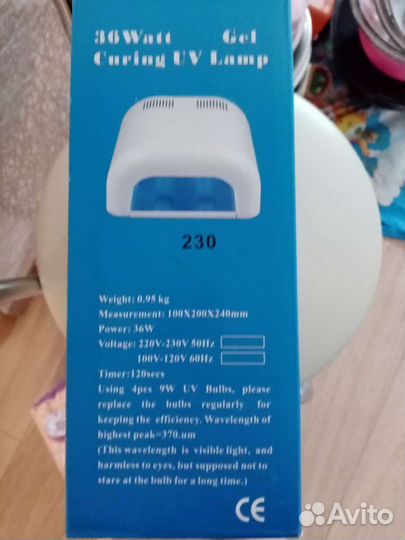 36Watt Gel
Curing UV Lamp
230
Weight: 0.95 kg
Measurement: 100X200X240mm
Power: 36W
Voltage: 220V-230V 50Hz
100V-120V 60Hz
Timer:120secs
Using 4pcs 9W UV Bulbs, please
replace the bulbs regularly for
keeping the efficiency. Wavelength of
highest peak=370.um
(This wavelength is visible light, and
harmless to eyes, but supposed not to
stare at the bulb for a long time.)
CE
Avito